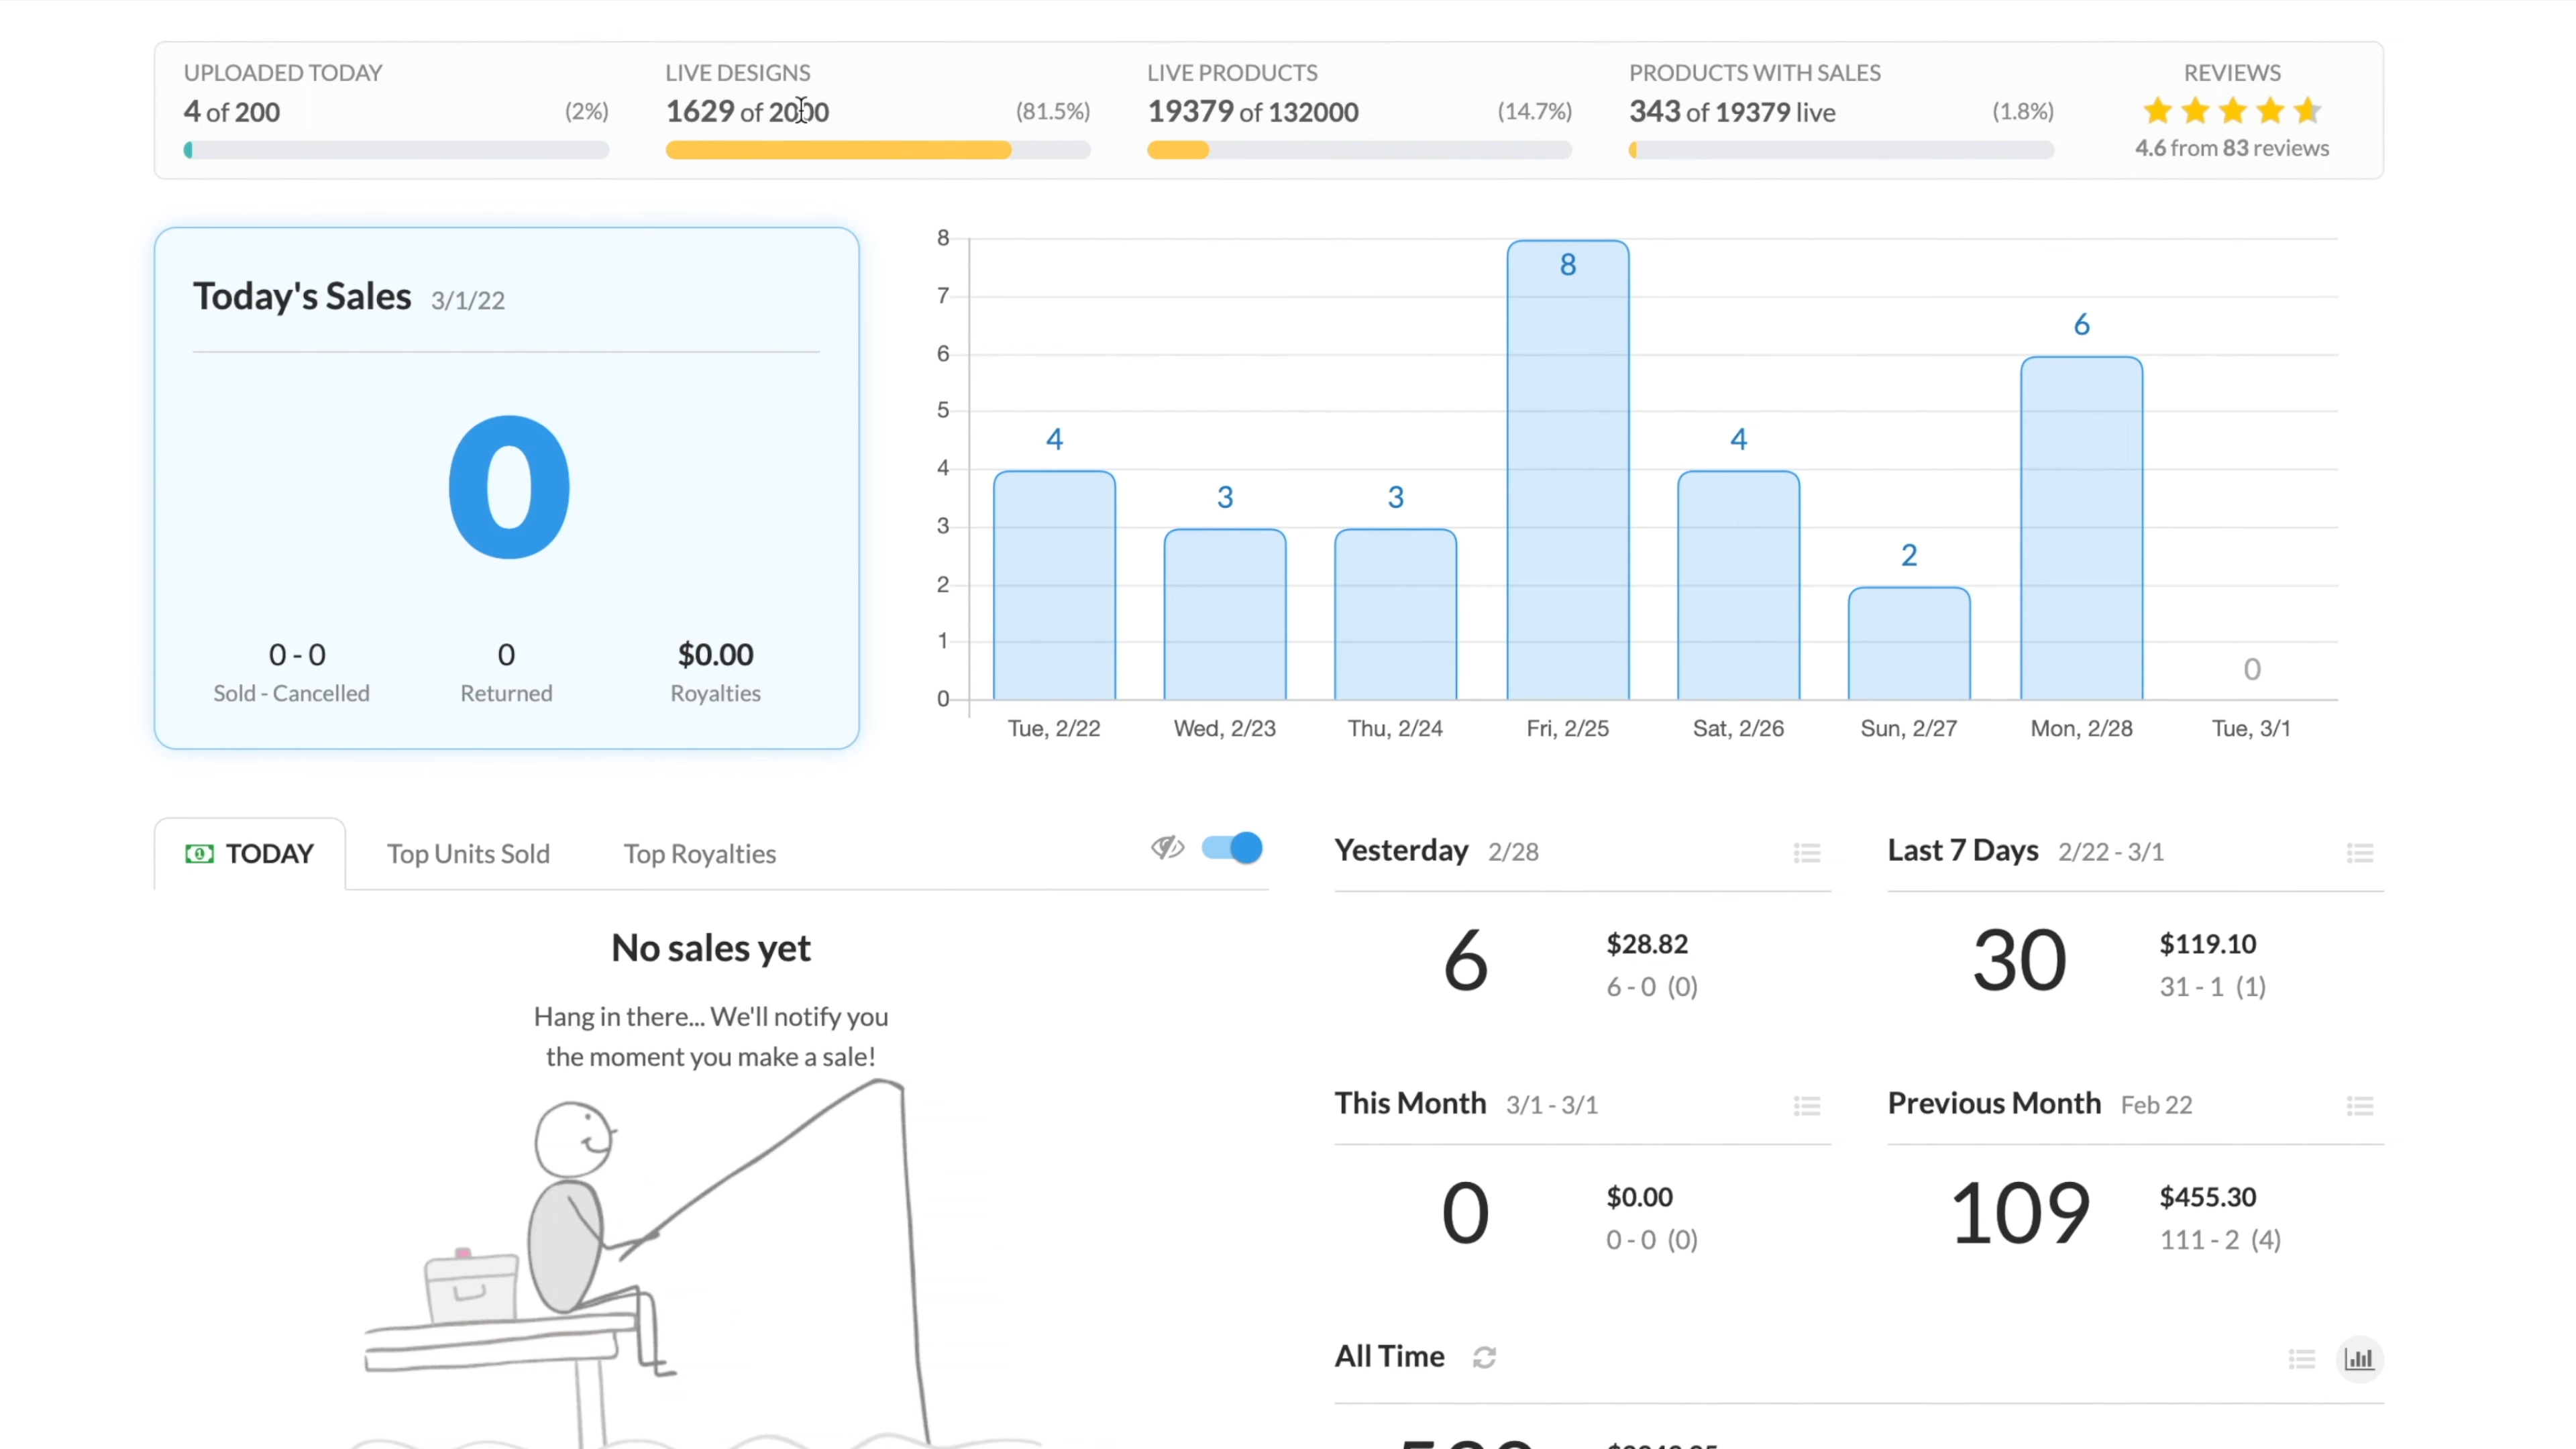 UPLOADED TODAY
4 of 200 (2%)
LIVE DESIGNS
1629 of 2000 (81.5%)
LIVE PRODUCTS
19379 of 132000 (14.7%)
PRODUCTS WITH SALES
343 of 19379 live (1.8%)
REVIEWS
4.6 from 83 reviews
Today's Sales 3/1/22
0
0 - 0
Sold - Cancelled
0
Returned
$0.00
Royalties
8
7
6
5
4
3
2
1
0
4
3
3
8
4
2
6
0
Tue, 2/22
Wed, 2/23
Thu, 2/24
Fri, 2/25
Sat, 2/26
Sun, 2/27
Mon, 2/28
Tue, 3/1
TODAY
Top Units Sold
Top Royalties
No sales yet
Hang in there... We'll notify you
the moment you make a sale!
Yesterday 2/28
6
$28.82
6 - 0 (0)
Last 7 Days 2/22 - 3/1
30
$119.10
31 - 1 (1)
This Month 3/1 - 3/1
0
$0.00
0 - 0 (0)
Previous Month Feb 22
109
$455.30
111 - 2 (4)
All Time